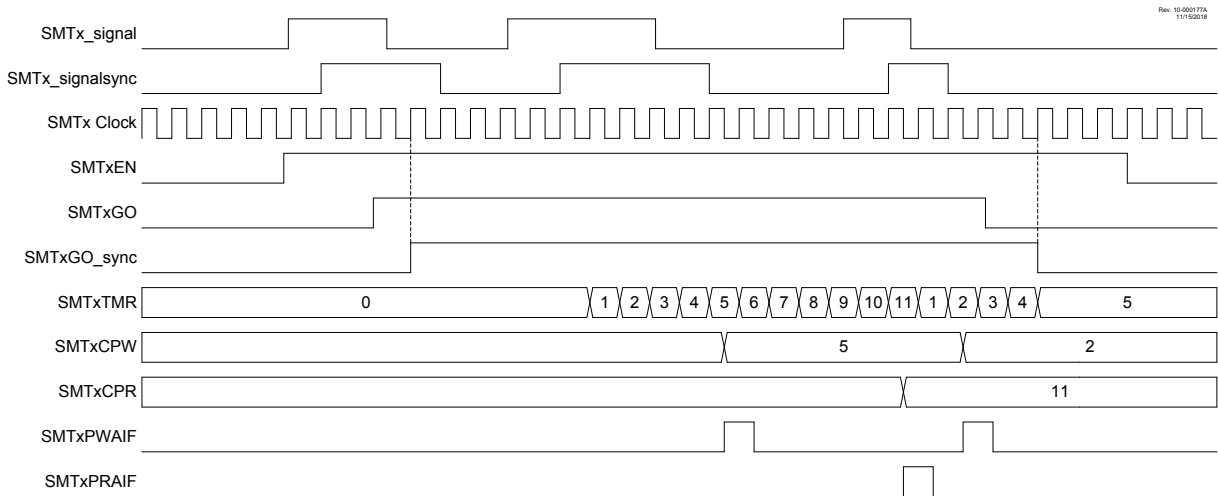 Rev. 10-000177A
11/15/2018
SMTx_signal
SMTx_signalsync
SMTx Clock
SMTxEN
SMTxGO
SMTxGO_sync
SMTxTMR 0 1 2 3 4 5 6 7 8 9 10 11 1 2 3 4 5
SMTxCPW 5 2
SMTxCPR 11
SMTxPWAIF
SMTxPRAIF